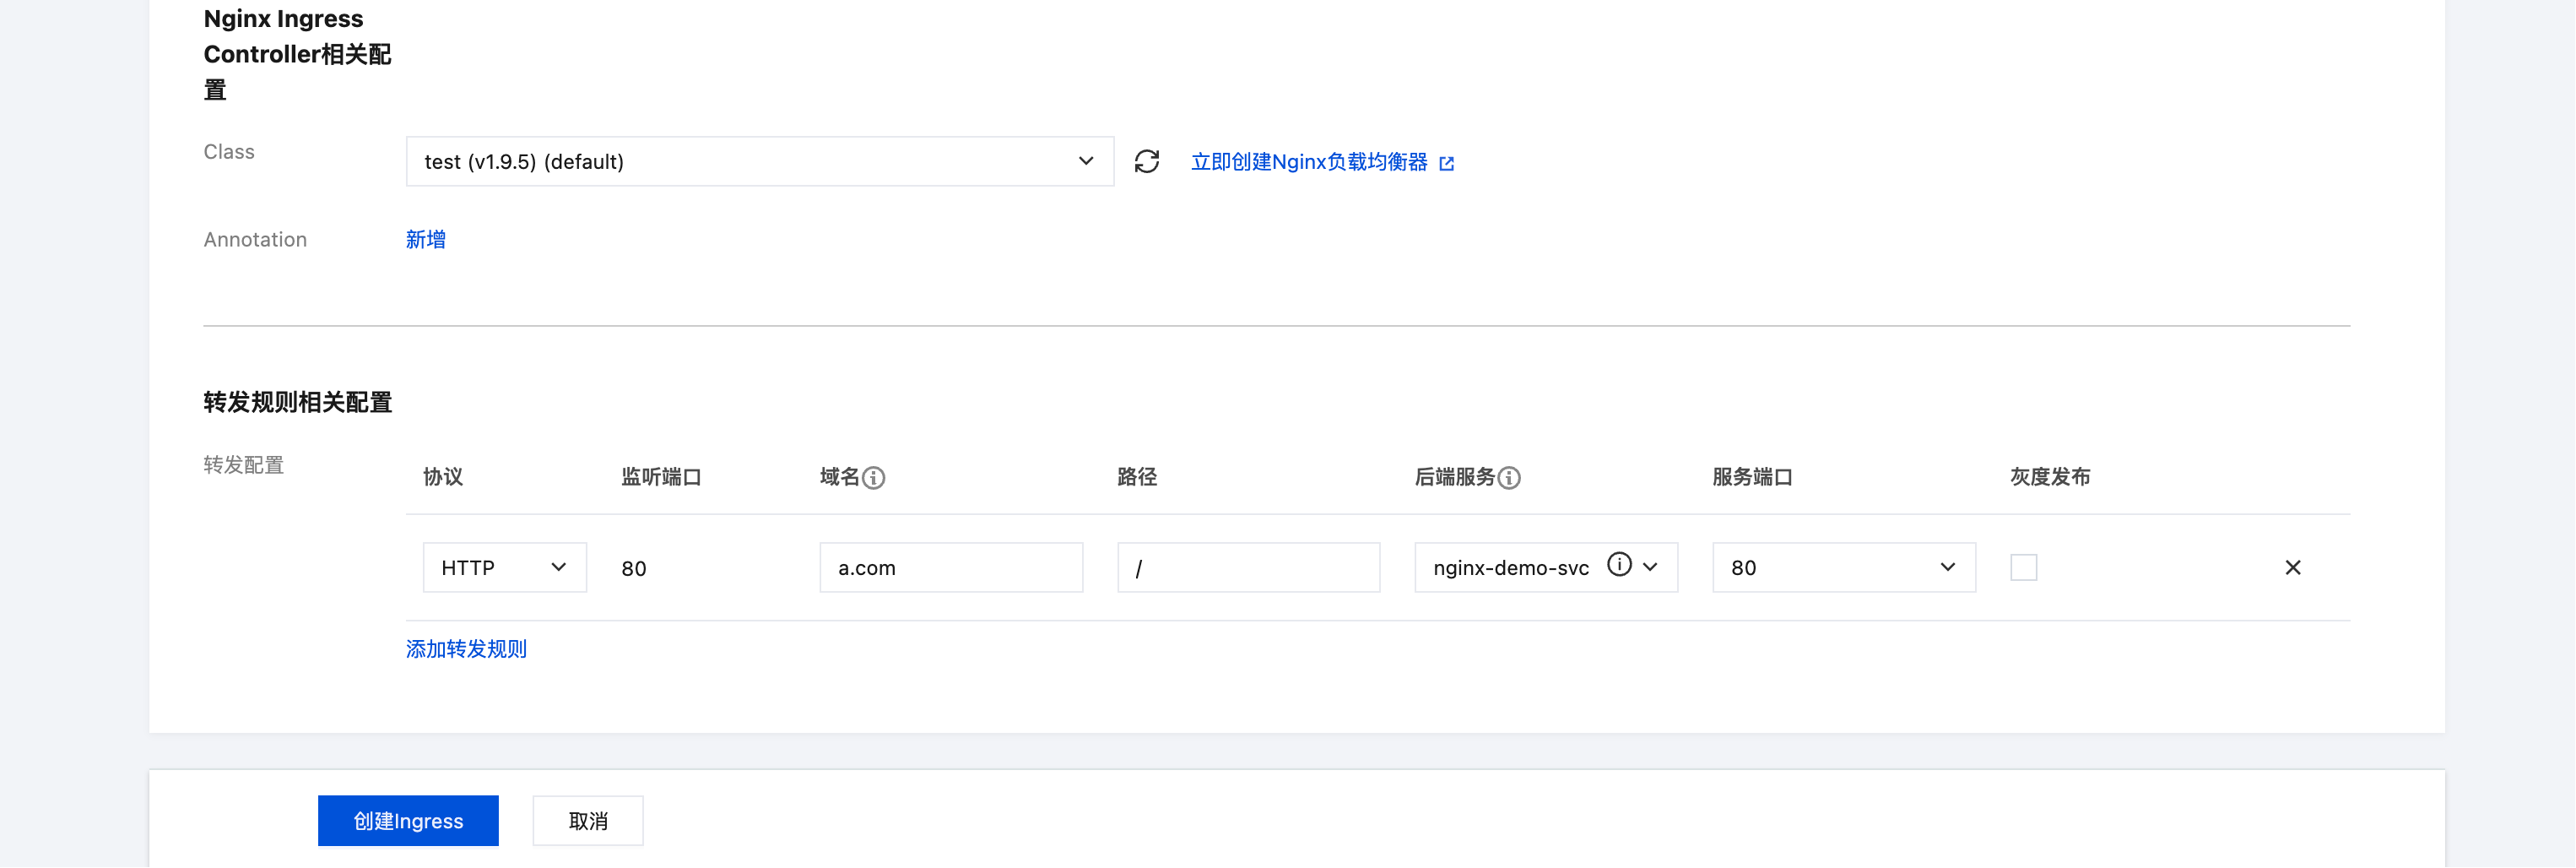 Nginx Ingress
Controller相关配
置
Class
test (v1.9.5) (default)
立即创建Nginx负载均衡器
Annotation
新增
转发规则相关配置
转发配置
协议 监听端口 域名 路径 后端服务 服务端口 灰度发布
HTTP 80 a.com / nginx-demo-svc 80
添加转发规则
创建Ingress 取消